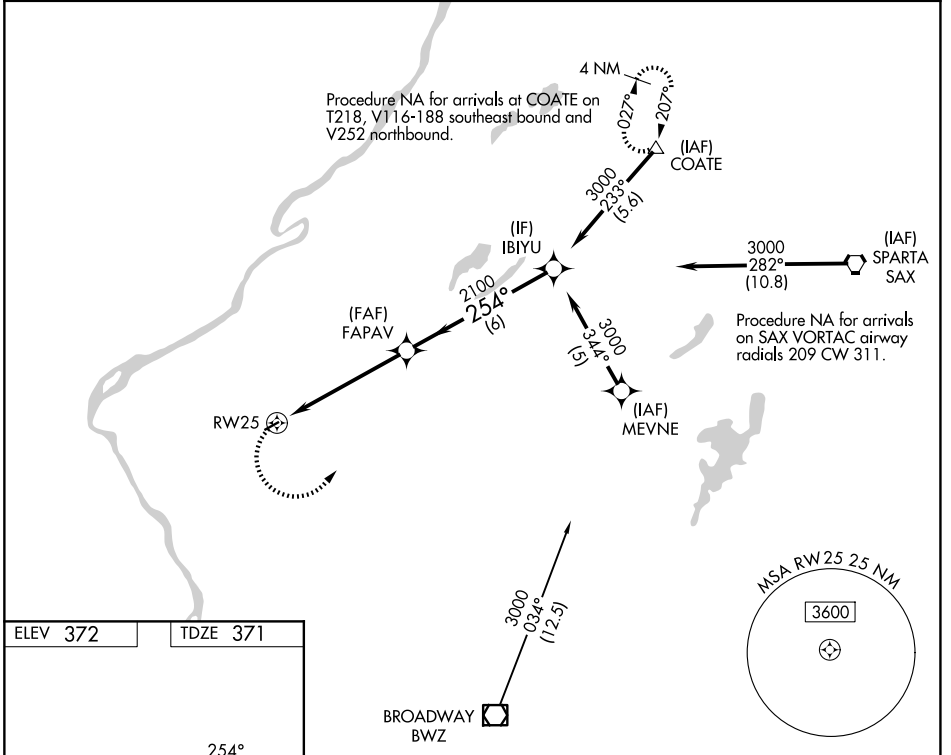 4 NM
027°
207°
Procedure NA for arrivals at COATE on
T218, V116-188 southeast bound and
V252 northbound.
(IAF)
COATE
3000
233°
(5.6)
(IF)
IBIYU
3000
282°
(10.8)
(IAF)
SPARTA
SAX
2100
254°
(6)
(FAF)
FAPAV
3000
344°
(5)
Procedure NA for arrivals
on SAX VORTAC airway
radials 209 CW 311.
(IAF)
MEVNE
RW25
3000
034°
(12.5)
MSA RW25 25 NM
3600
ELEV 372
TDZE 371
BROADWAY
BWZ
254°